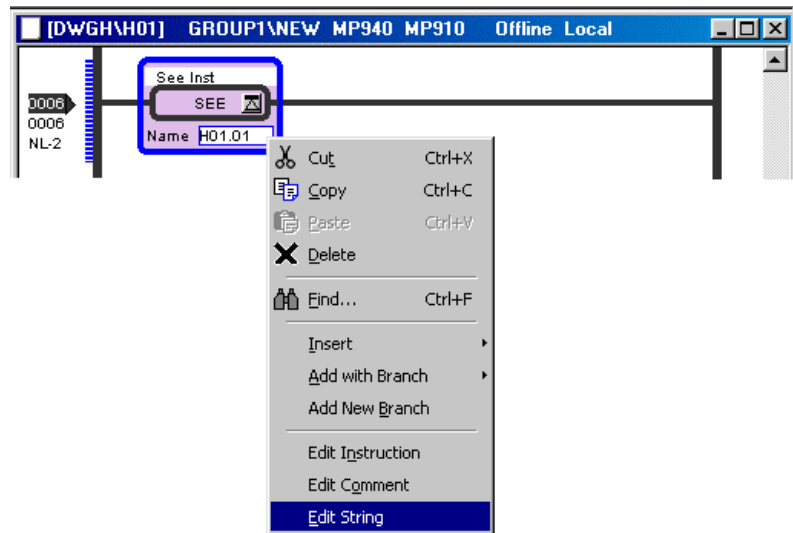 [DWGH\H01] GROUP1\NEW MP940 MP910 Offline Local
See Inst
0006
SEE
0006
Name H01.01
NL-2
Cut Ctrl+X
Copy Ctrl+C
Paste Ctrl+V
Delete
Find... Ctrl+F
Insert
Add with Branch
Add New Branch
Edit Instruction
Edit Comment
Edit String